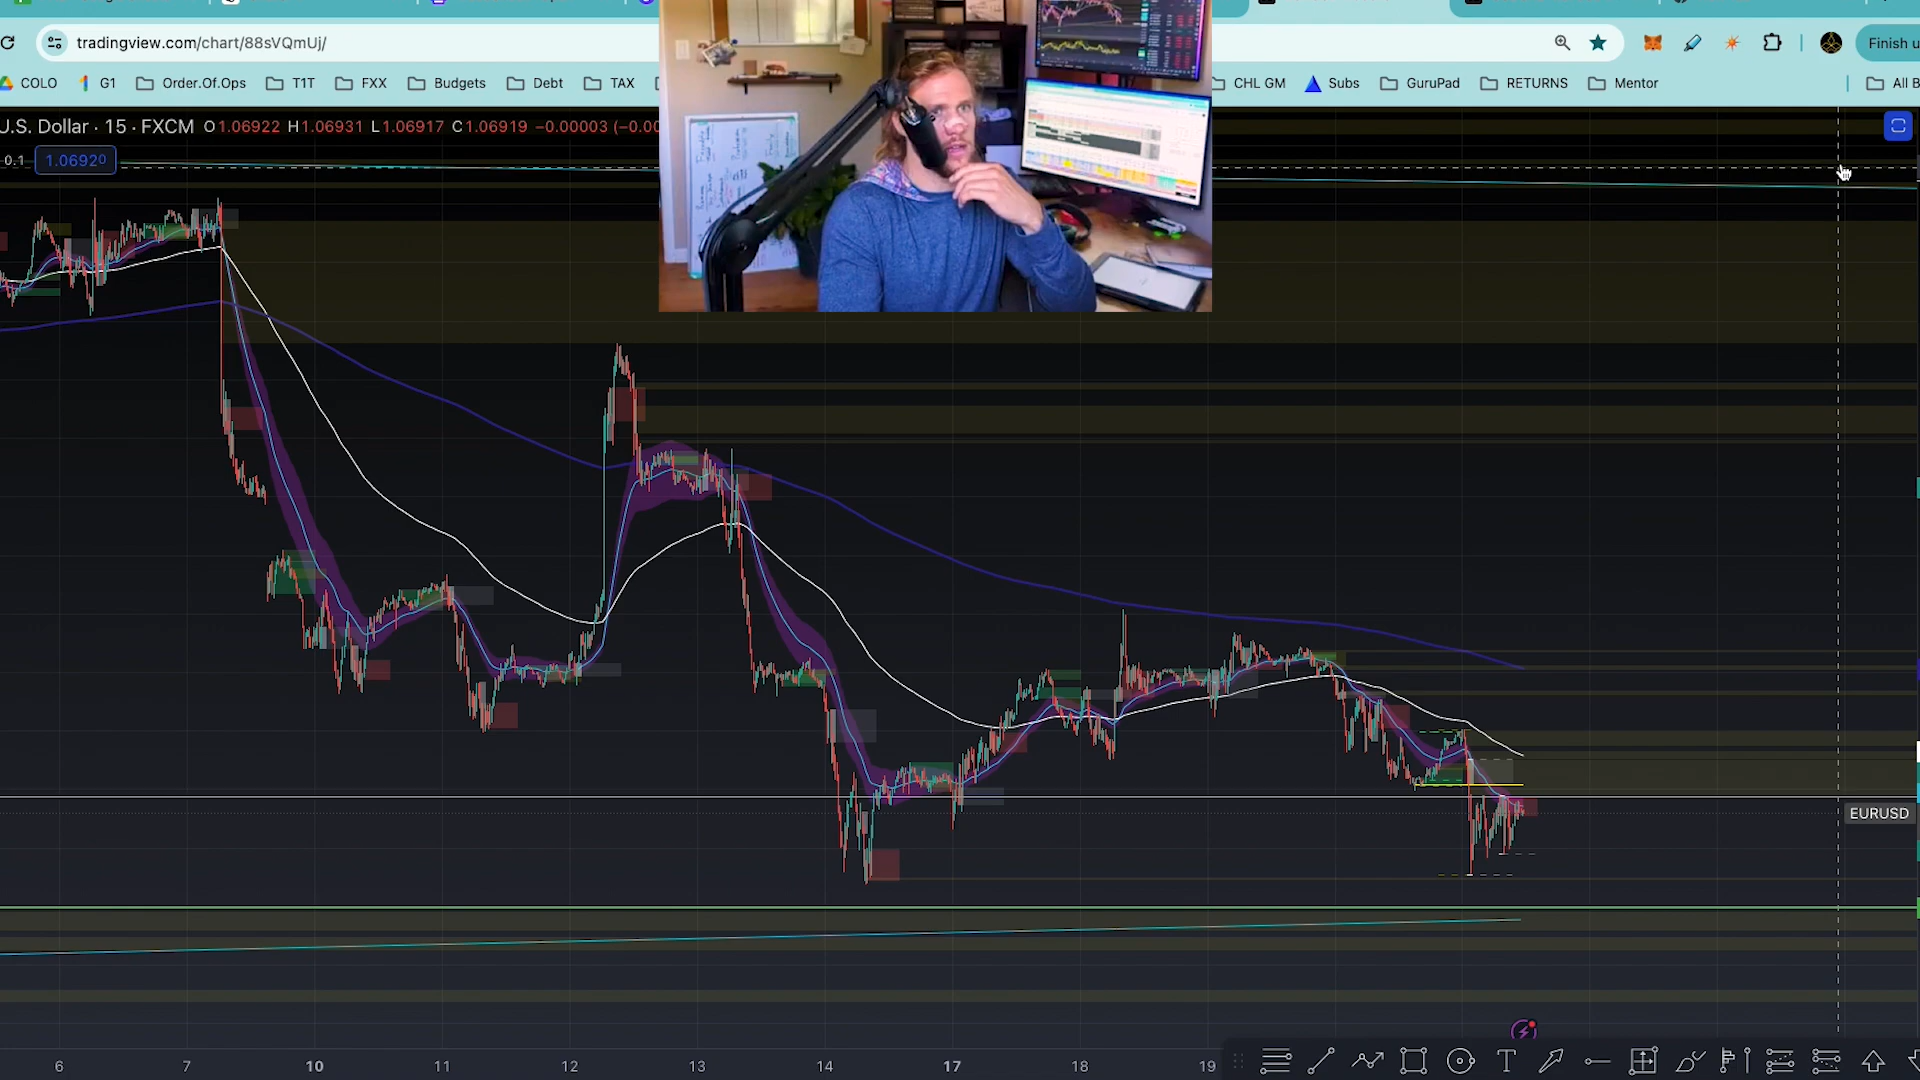 tradingview.com/chart/88sVQmUj/
Finish u
COLO G1 Order.Of.Ops T1T FXX Budgets Debt TAX CHL GM Subs GuruPad RETURNS Mentor All B
U.S. Dollar · 15 · FXCM O1.06922 H1.06931 L1.06917 C1.06919 −0.00003 (−0.00
0.1 1.06920
EURUSD
6 7 10 11 12 13 14 17 18 19